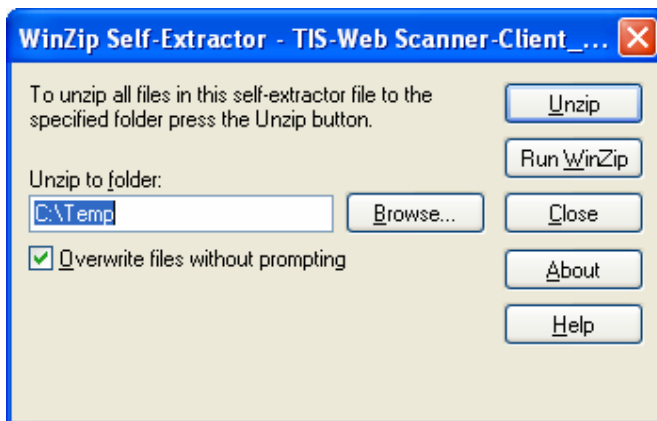 WinZip Self-Extractor - TIS-Web Scanner-Client_...
To unzip all files in this self-extractor file to the
specified folder press the Unzip button.
Unzip to folder:
C:\Temp
Browse...
Overwrite files without prompting
Unzip
Run WinZip
Close
About
Help